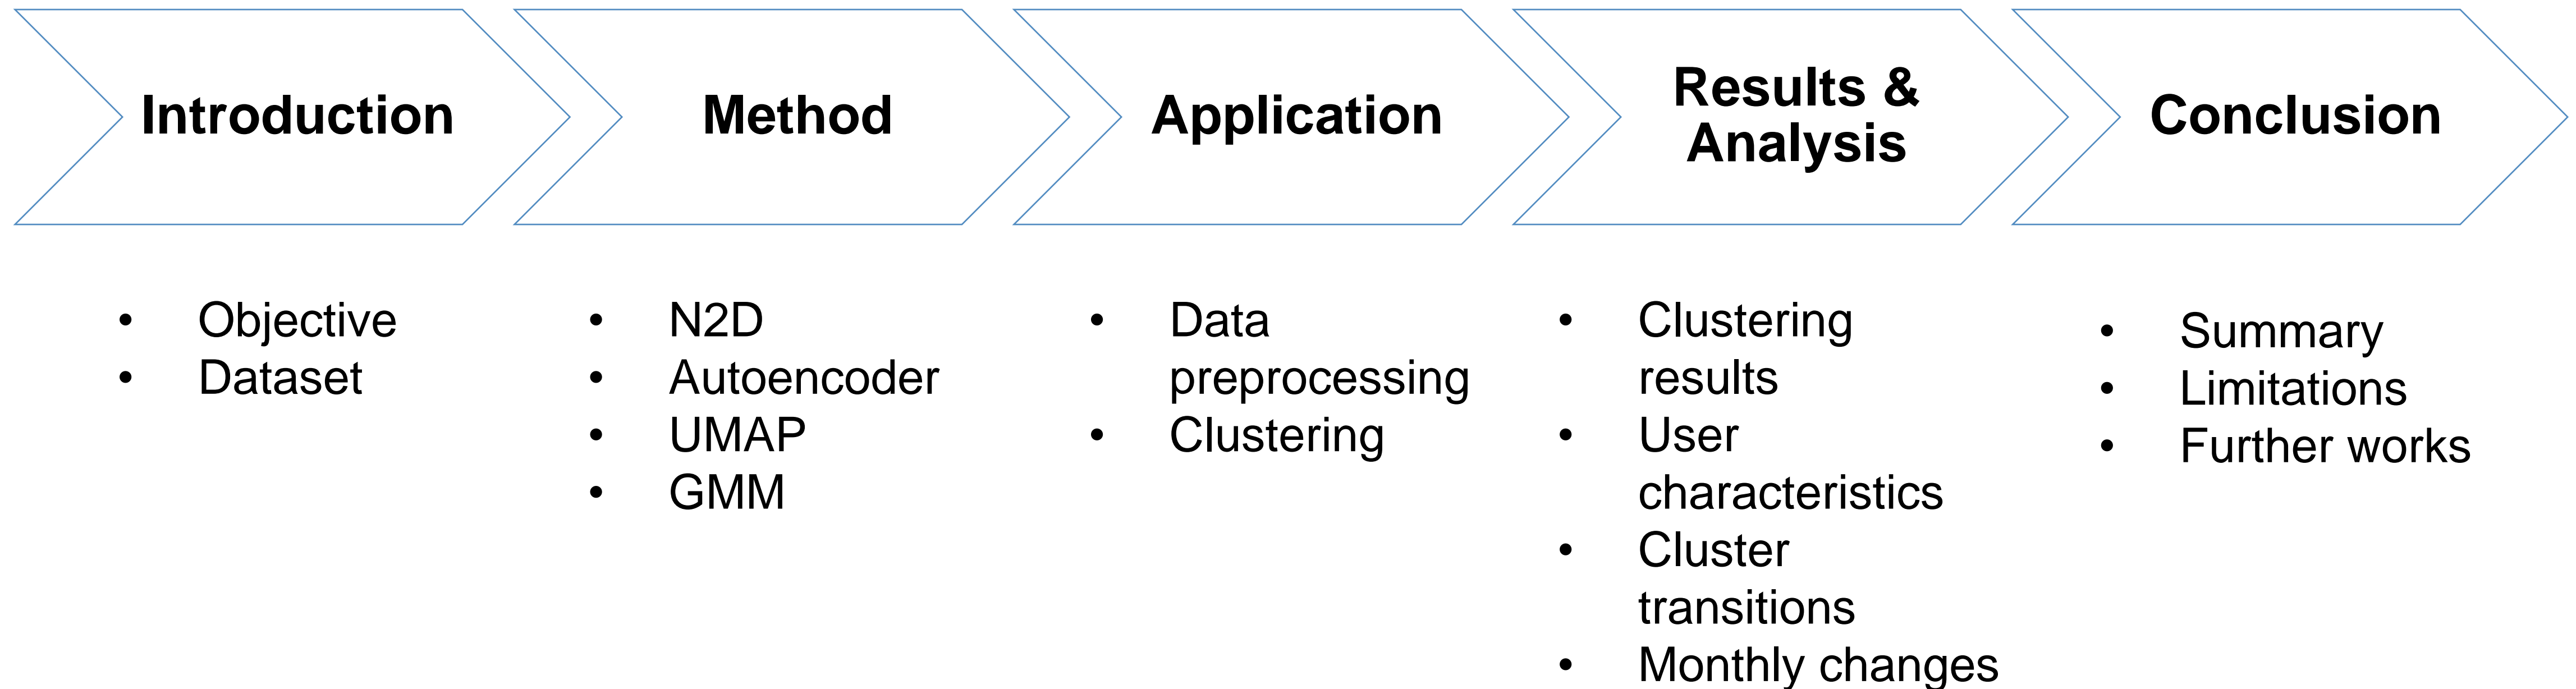 Introduction
Method
Application
Results &
Analysis
Conclusion
• Objective
• Dataset
• N2D
• Autoencoder
• UMAP
• GMM
• Data
preprocessing
• Clustering
• Clustering
results
• User
characteristics
• Cluster
transitions
• Monthly changes
• Summary
• Limitations
• Further works